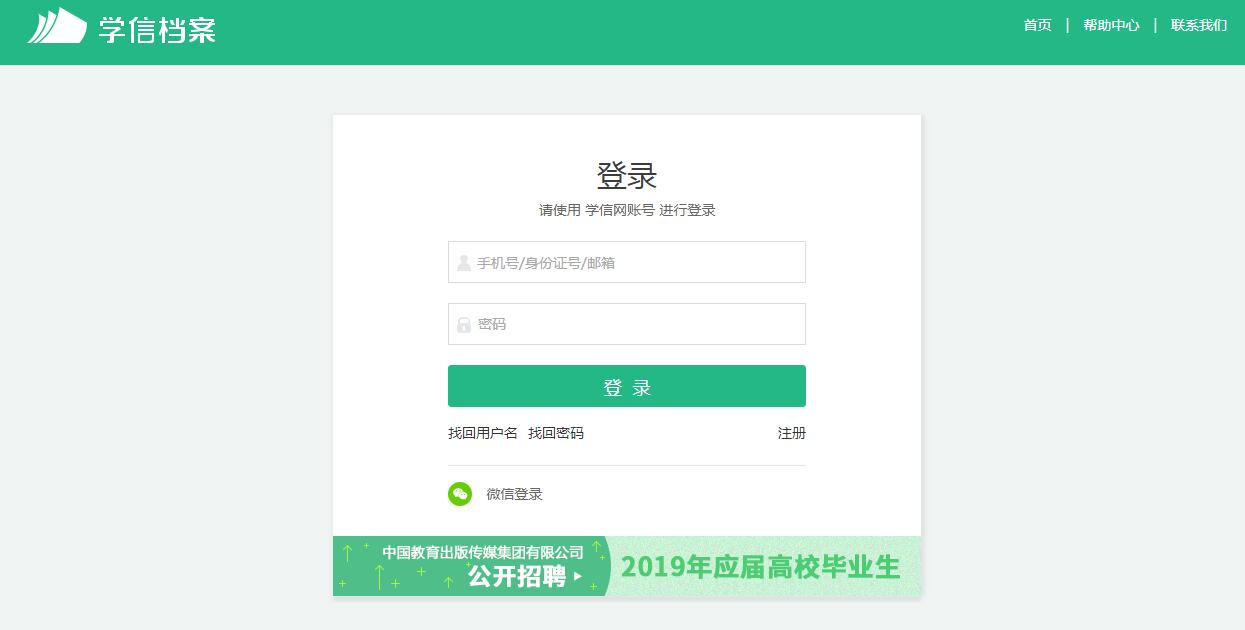 学信档案
首页 | 帮助中心 | 联系我们
登录
请使用 学信网账号 进行登录
手机号/身份证号/邮箱
密码
登 录
找回用户名 找回密码 注册
微信登录
中国教育出版传媒集团有限公司
公开招聘
2019年应届高校毕业生